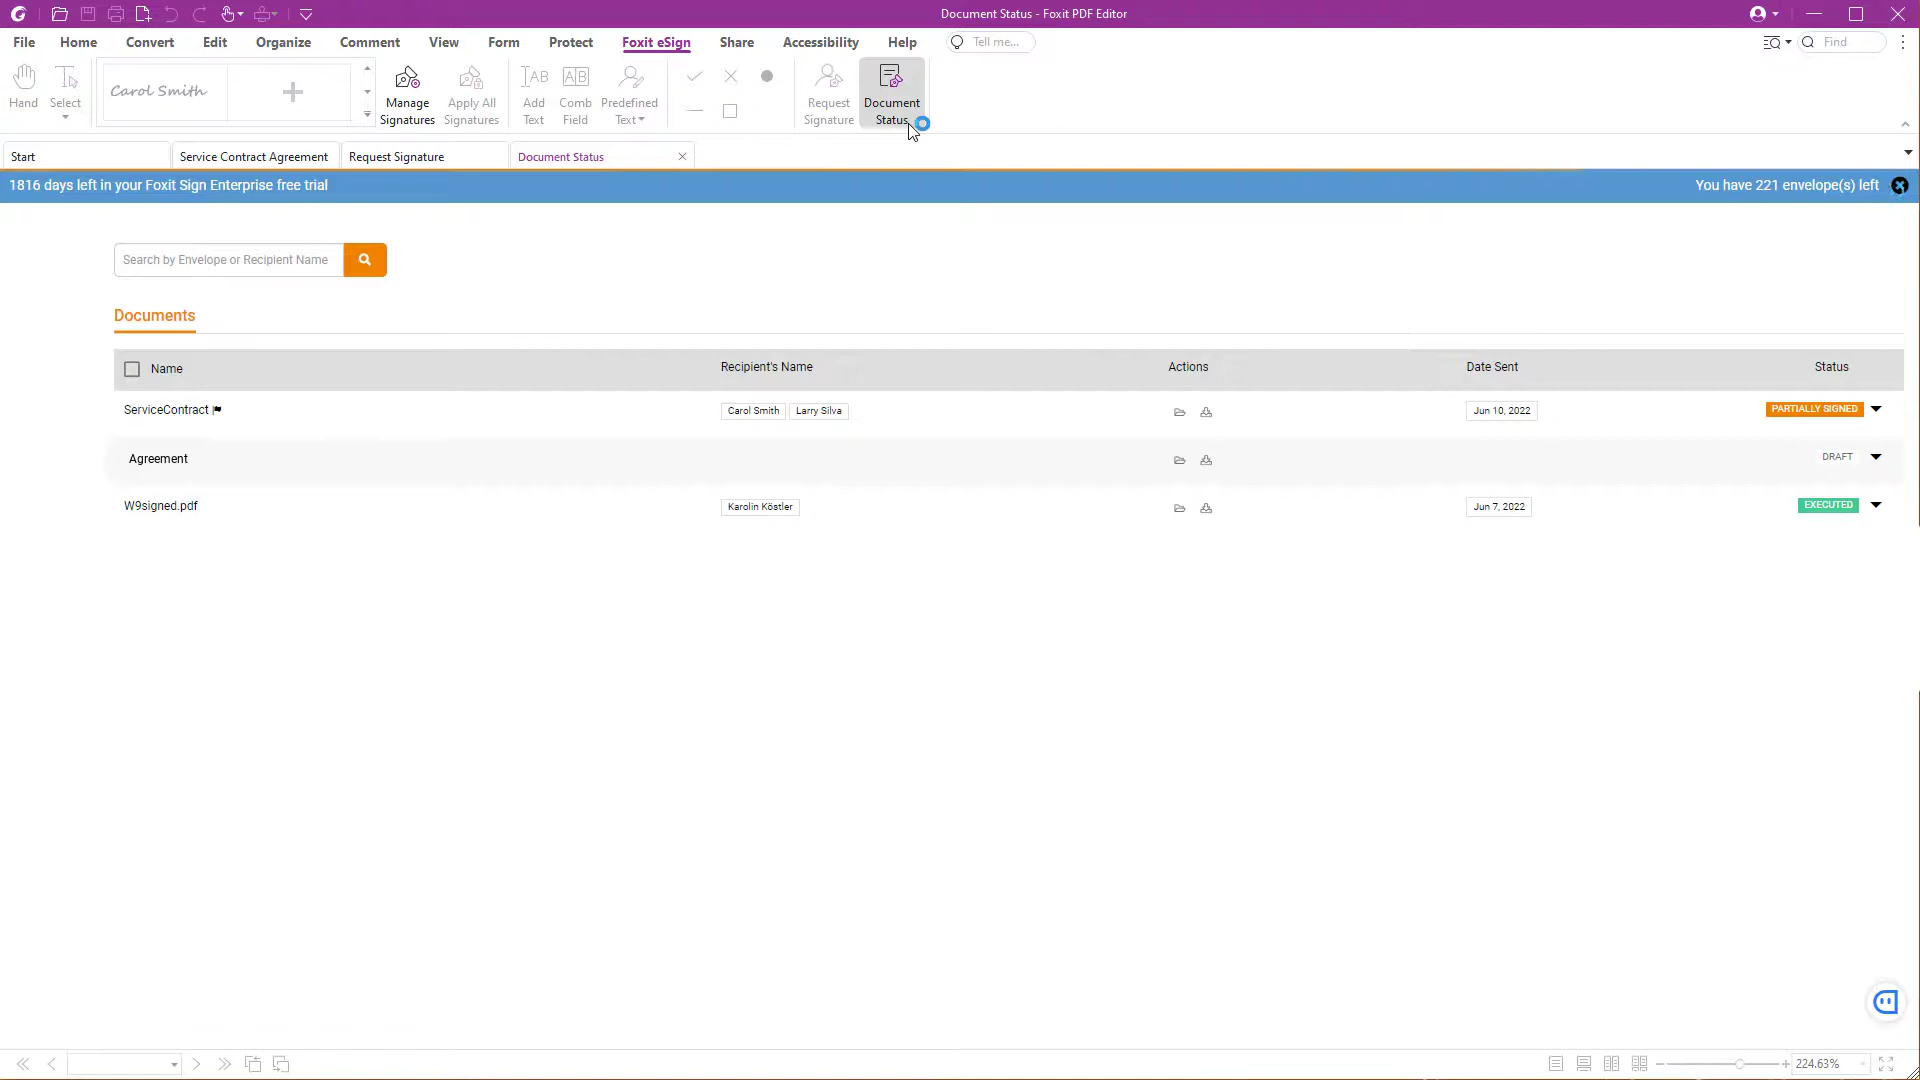 Document Status - Foxit PDF Editor
File Home Convert Edit Organize Comment View Form Protect Foxit eSign Share Accessibility Help Tell me... Find
Hand
Select
Carol Smith
Manage
Signatures
Apply All
Signatures
Add
Text
Comb
Field
Predefined
Text
Request
Signature
Document
Status
Start Service Contract Agreement Request Signature Document Status
1816 days left in your Foxit Sign Enterprise free trial You have 221 envelope(s) left
Search by Envelope or Recipient Name
Documents
Name Recipient's Name Actions Date Sent Status
ServiceContract Carol Smith Larry Silva Jun 10, 2022 PARTIALLY SIGNED
Agreement DRAFT
W9signed.pdf Karolin Köstler Jun 7, 2022 EXECUTED
224.63%